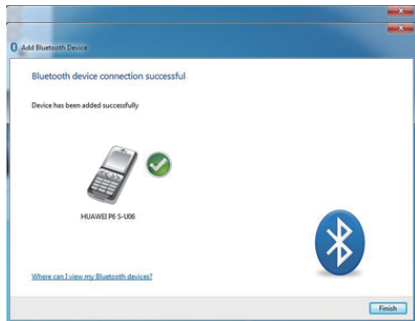 Add Bluetooth Device
Bluetooth device connection successful
Device has been added successfully
HUAWEI P6 S-U06
Where can I view my Bluetooth devices?
Finish